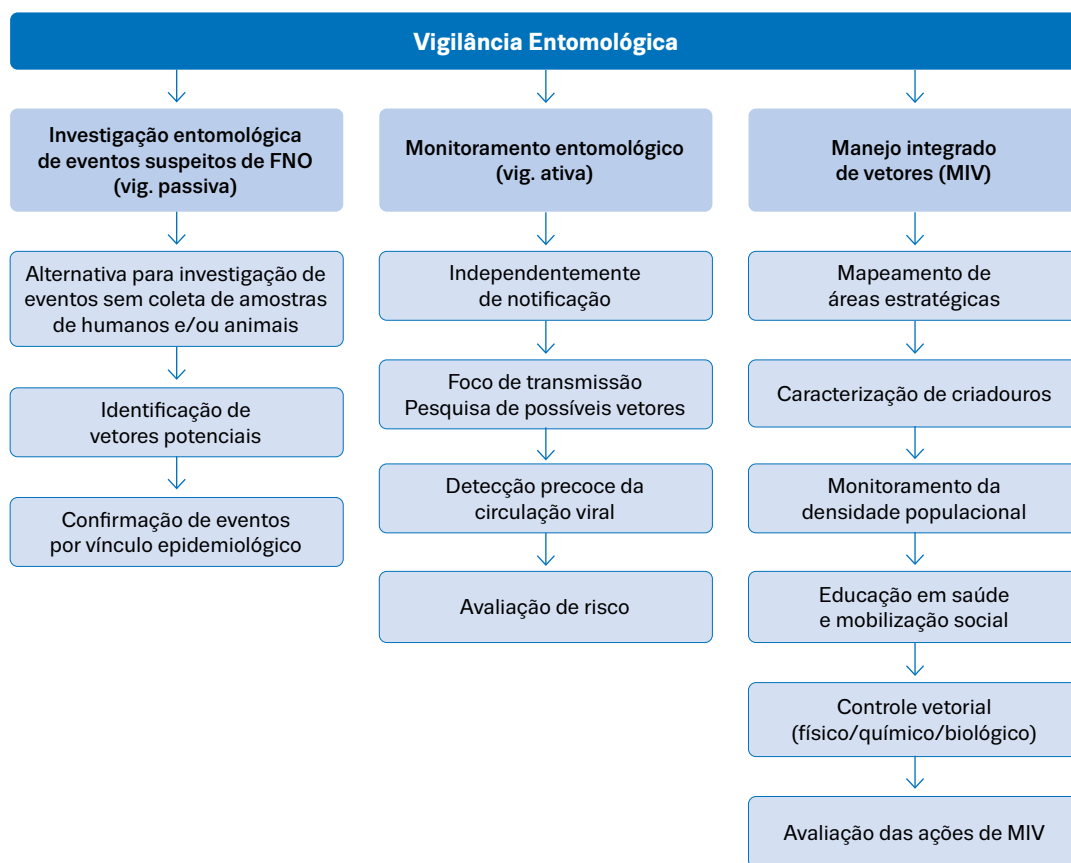 Vigilância Entomológica
Investigação entomológica
de eventos suspeitos de FNO
(vig. passiva)
Alternativa para investigação de
eventos sem coleta de amostras
de humanos e/ou animais
Identificação de
vetores potenciais
Confirmação de eventos
por vínculo epidemiológico
Monitoramento entomológico
(vig. ativa)
Independentemente
de notificação
Foco de transmissão
Pesquisa de possíveis vetores
Detecção precoce da
circulação viral
Avaliação de risco
Manejo integrado
de vetores (MIV)
Mapeamento de
áreas estratégicas
Caracterização de criadouros
Monitoramento da
densidade populacional
Educação em saúde
e mobilização social
Controle vetorial
(físico/químico/biológico)
Avaliação das ações de MIV